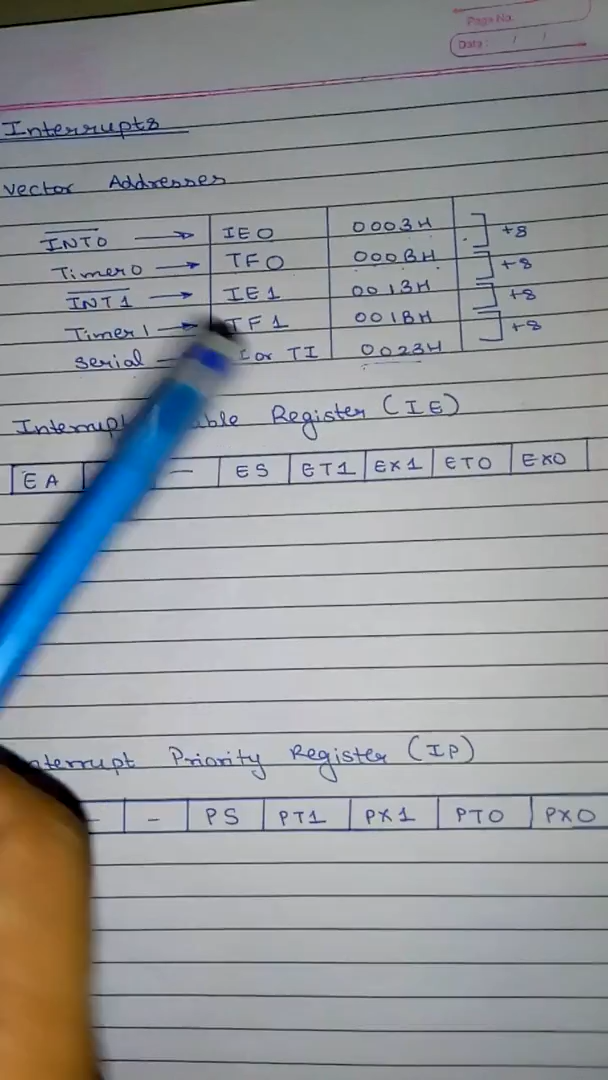 Page No.
Date: / /
Interrupts
Vector Addresses
INT0 → IE0 0003H
Timer0 → TF0 000BH +8
INT1 → IE1 0013H +8
Timer1 → TF1 001BH +8
Serial I or TI 0023H +8
Interrupt Register (IE)
EA — ES ET1 EX1 ET0 EX0
Interrupt Priority Register (IP)
- - PS PT1 PX1 PT0 PX0